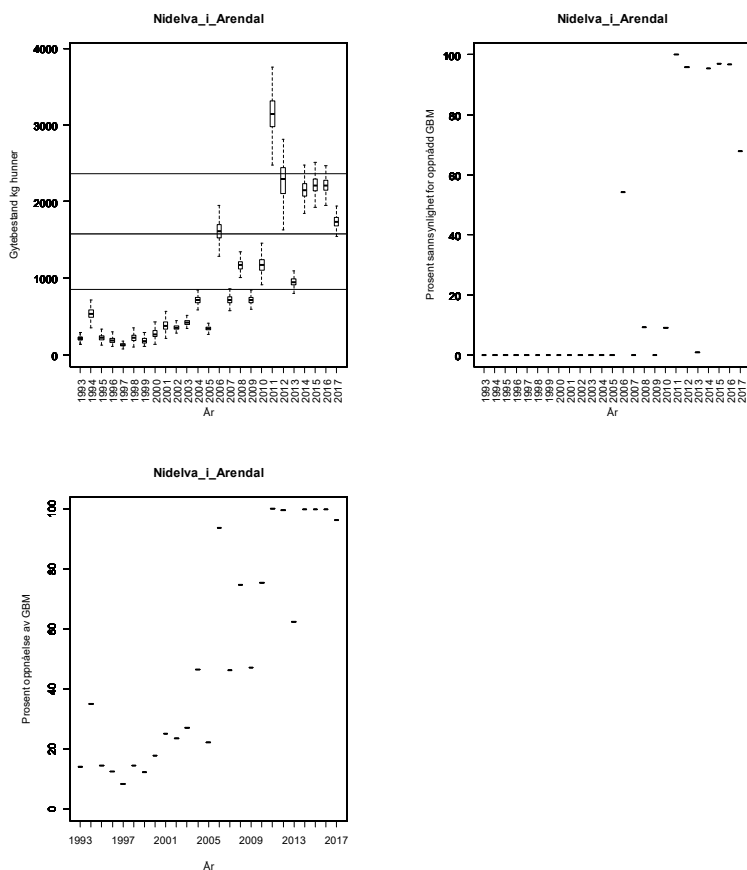 Nidelva_i_Arendal
Gytebestand kg hunner
4000
3000
2000
1000
0
1993 1994 1995 1996 1997 1998 1999 2000 2001 2002 2003 2004 2005 2006 2007 2008 2009 2010 2011 2012 2013 2014 2015 2016 2017
År
Nidelva_i_Arendal
Prosent sannsynlighet for oppnådd GBM
100
80
60
40
20
0
1993 1994 1995 1996 1997 1998 1999 2000 2001 2002 2003 2004 2005 2006 2007 2008 2009 2010 2011 2012 2013 2014 2015 2016 2017
År
Nidelva_i_Arendal
Prosent oppnåelse av GBM
100
80
60
40
20
0
1993 1997 2001 2005 2009 2013 2017
År